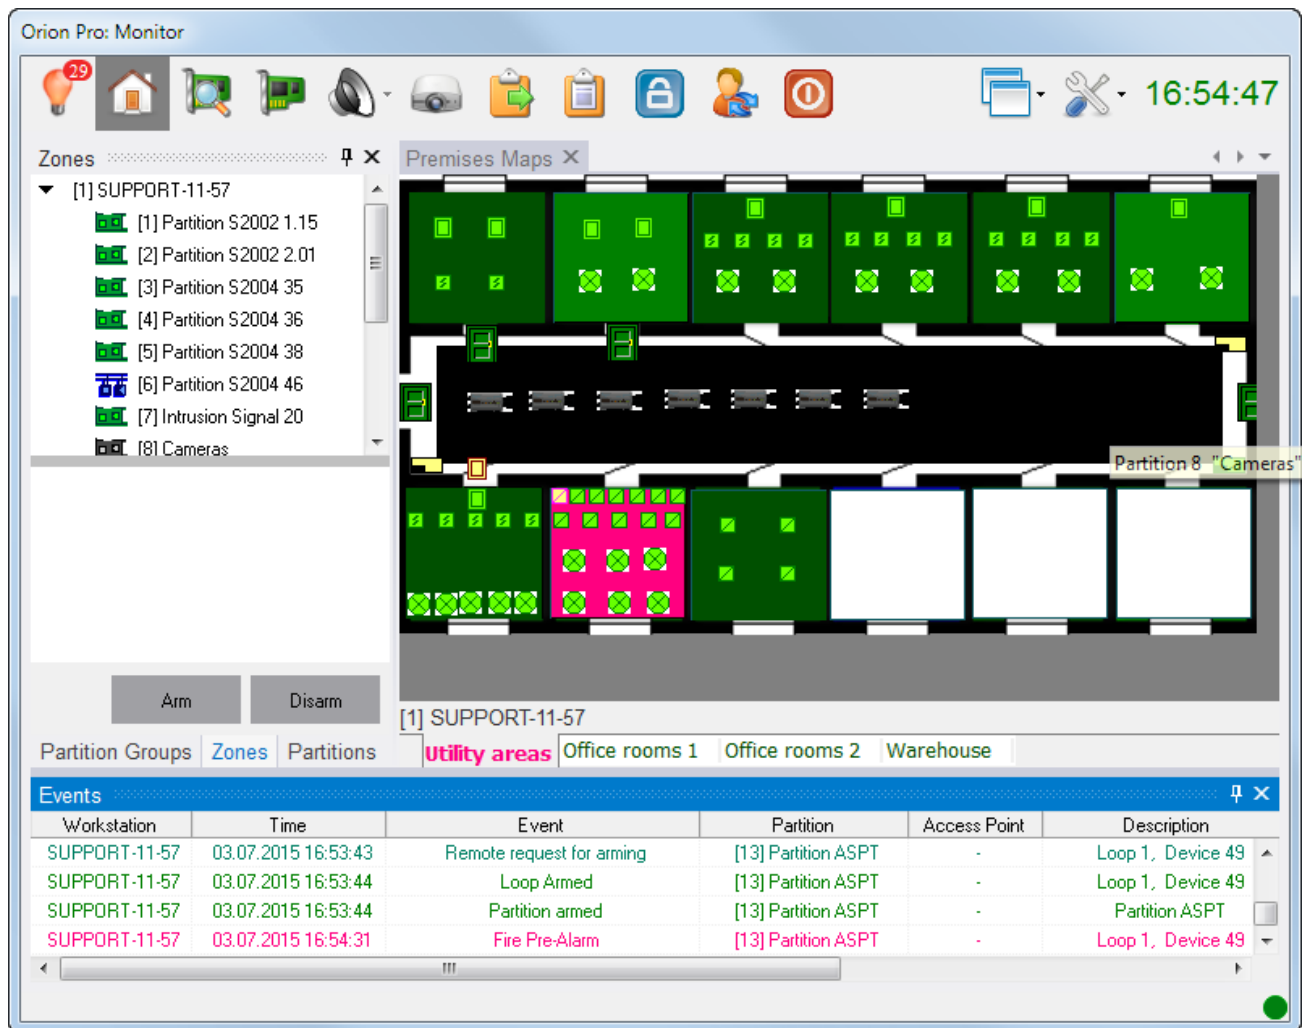 Orion Pro: Monitor
29
16:54:47
Zones
Premises Maps
[1] SUPPORT-11-57
[1] Partition S2002 1.15
[2] Partition S2002 2.01
[3] Partition S2004 35
[4] Partition S2004 36
[5] Partition S2004 38
[6] Partition S2004 46
[7] Intrusion Signal 20
[8] Cameras
Partition 8 "Cameras"
Arm Disarm
[1] SUPPORT-11-57
Partition Groups Zones Partitions
Utility areas Office rooms 1 Office rooms 2 Warehouse
Events
Workstation Time Event Partition Access Point Description
SUPPORT-11-57 03.07.2015 16:53:43 Remote request for arming [13] Partition ASPT - Loop 1, Device 49
SUPPORT-11-57 03.07.2015 16:53:44 Loop Armed [13] Partition ASPT - Loop 1, Device 49
SUPPORT-11-57 03.07.2015 16:53:44 Partition armed [13] Partition ASPT - Partition ASPT
SUPPORT-11-57 03.07.2015 16:54:31 Fire Pre-Alarm [13] Partition ASPT - Loop 1, Device 49